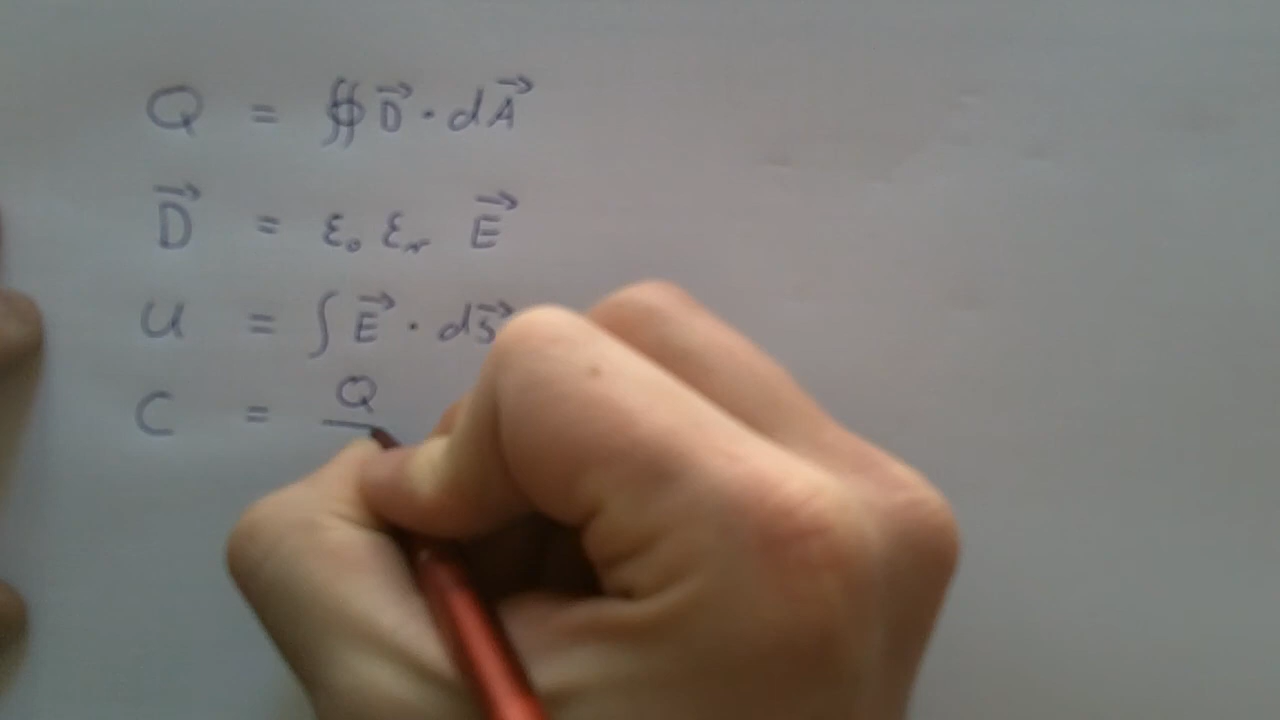 Q = ∯ D⃗ · dA⃗
D⃗ = ε₀ εᵣ E⃗
U = ∫ E⃗ · ds⃗
C = Q